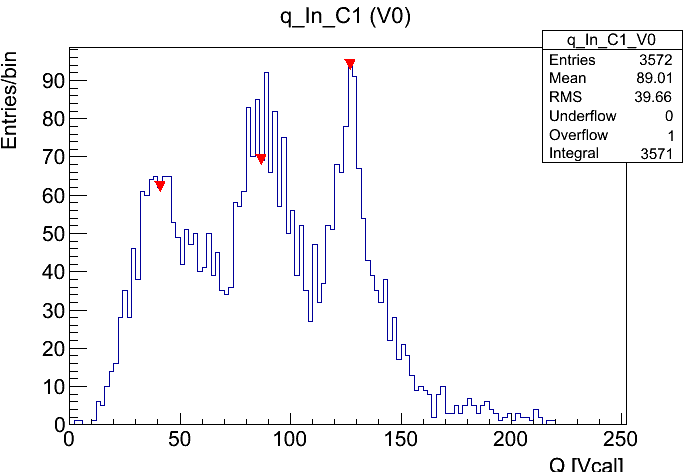 q_In_C1 (V0)
q_In_C1_V0
Entries 3572
Mean 89.01
RMS 39.66
Underflow 0
Overflow 1
Integral 3571
Entries/bin
90
80
70
60
50
40
30
20
10
0
0 50 100 150 200 250
Q [Vcal]